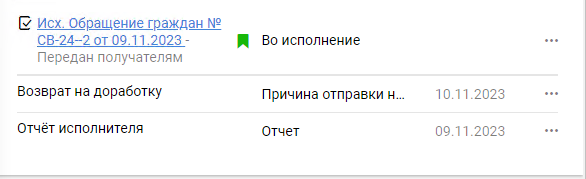 Исх. Обращение граждан №
СВ-24--2 от 09.11.2023 -
Передан получателям
Во исполнение
Возврат на доработку
Причина отправки н...
10.11.2023
Отчёт исполнителя
Отчет
09.11.2023